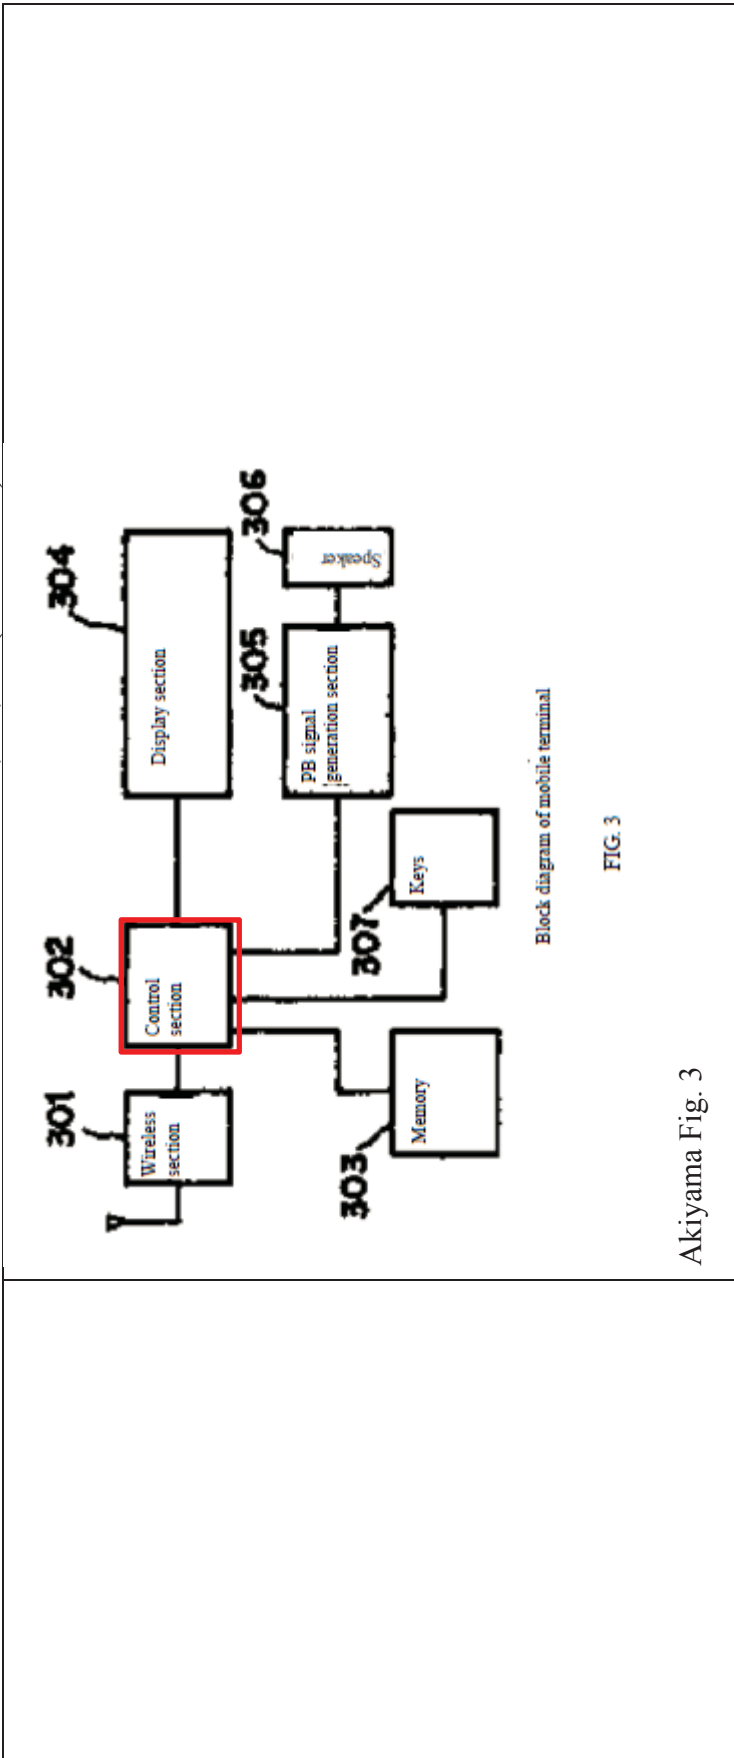 304
306
Display section
Speaker
305
PB signal
generation section
302
307
Keys
Control
section
301
Wireless
section
303
Memory
Block diagram of mobile terminal
FIG. 3
Akiyama Fig. 3